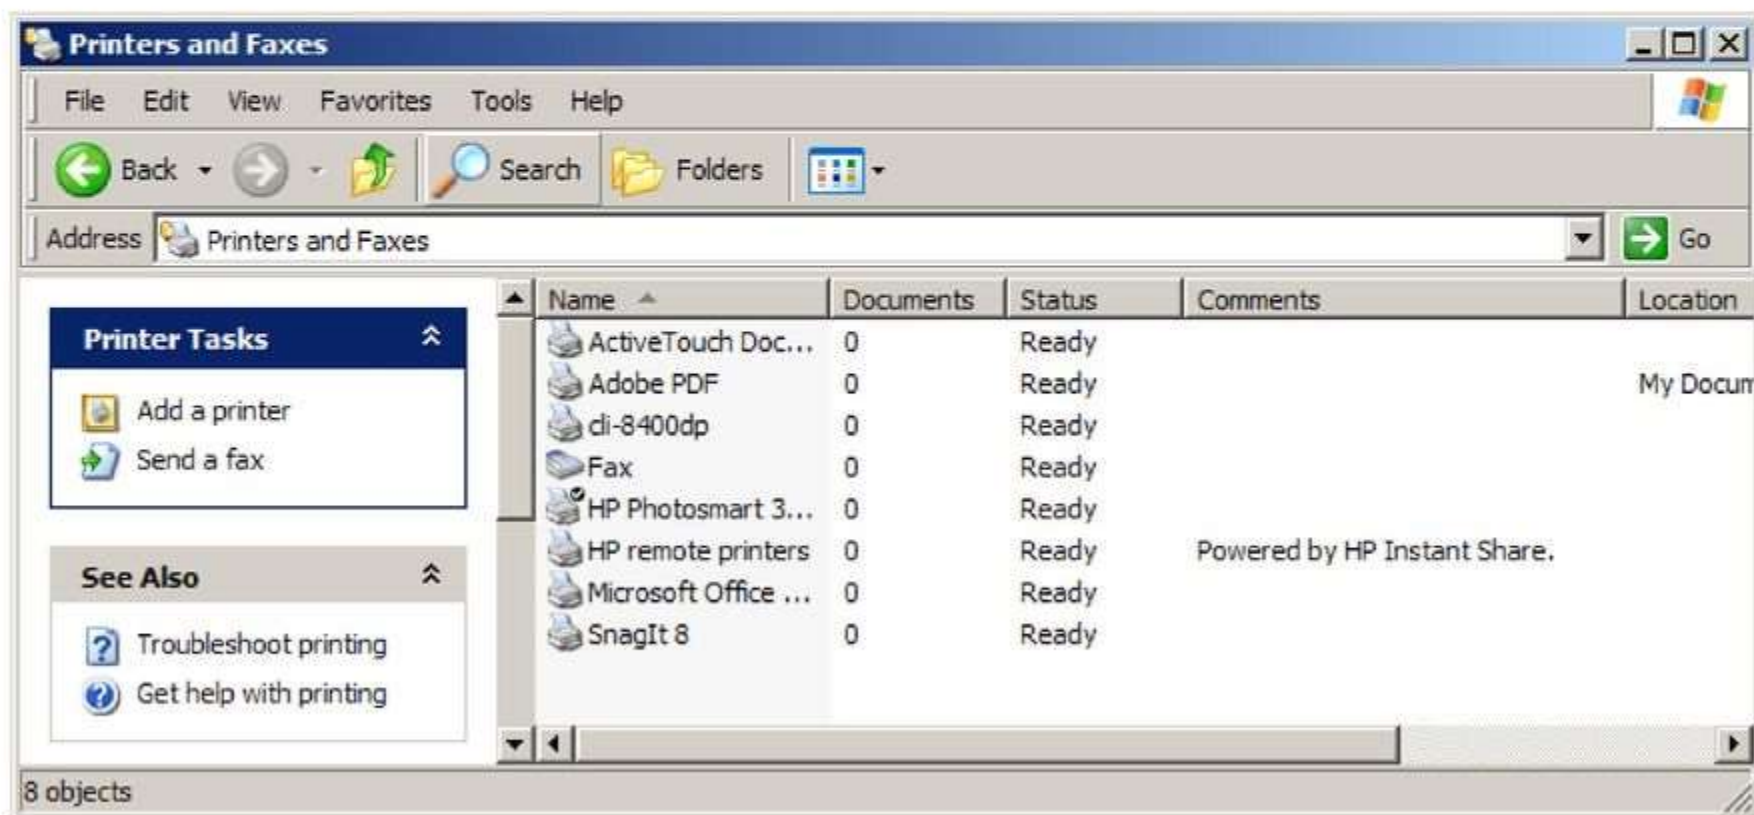 Printers and Faxes
File Edit View Favorites Tools Help
Back Search Folders
Address Printers and Faxes Go
Printer Tasks
Add a printer
Send a fax
See Also
Troubleshoot printing
Get help with printing
Name Documents Status Comments Location
ActiveTouch Doc... 0 Ready
Adobe PDF 0 Ready My Docum
cli-8400dp 0 Ready
Fax 0 Ready
HP Photosmart 3... 0 Ready
HP remote printers 0 Ready Powered by HP Instant Share.
Microsoft Office ... 0 Ready
SnagIt 8 0 Ready
8 objects